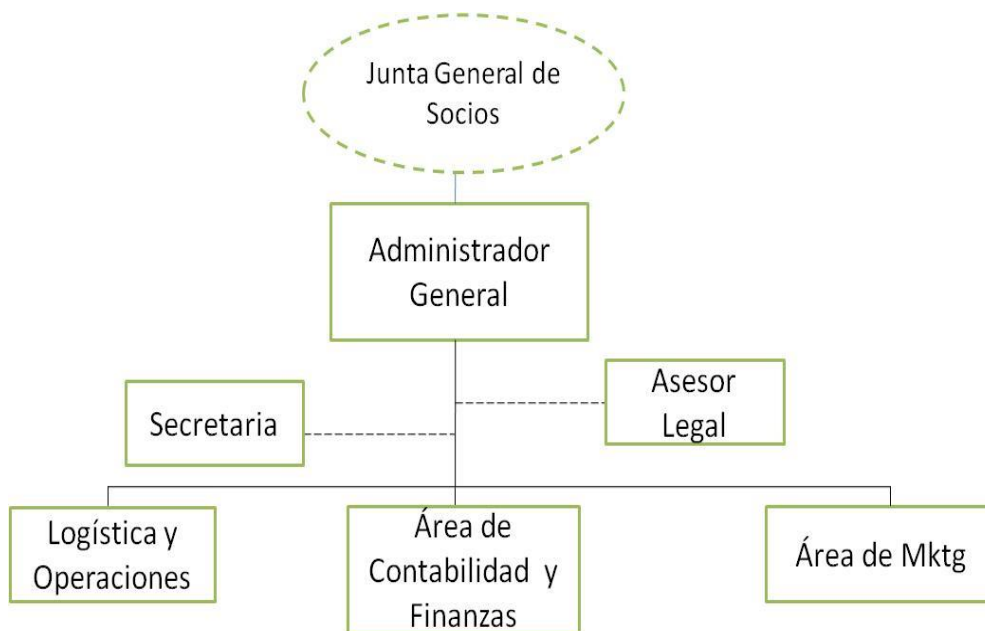 Junta General de
Socios
Administrador
General
Asesor
Legal
Secretaria
Logística y
Operaciones
Área de
Contabilidad y
Finanzas
Área de Mktg